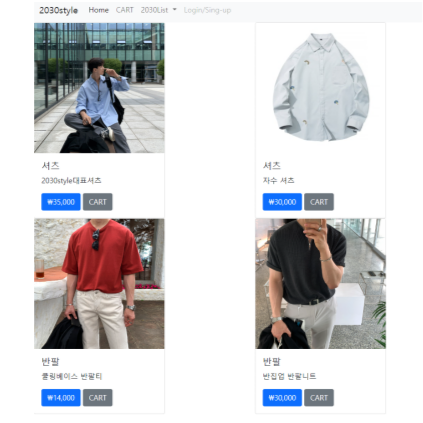 2030style Home CART 2030List Login/Sing-up
셔츠
2030style대표셔츠
₩35,000 CART
셔츠
자수 셔츠
₩30,000 CART
반팔
쿨링베이스 반팔티
₩14,000 CART
반팔
반집업 반팔니트
₩30,000 CART